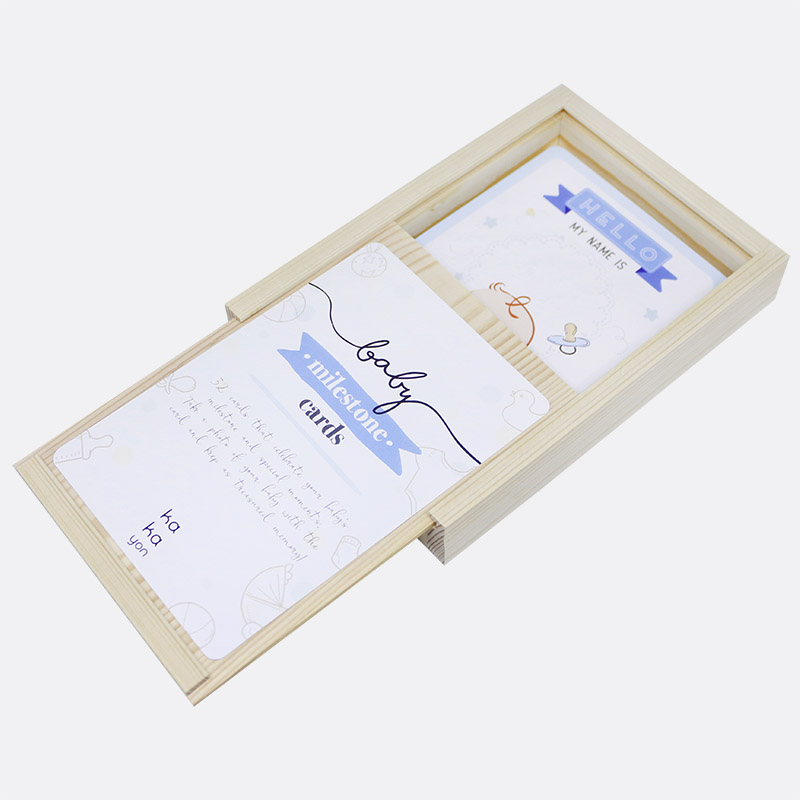 baby
milestone
cards
32 cards that celebrate your baby's
milestone and special moments.
Take a photo of your baby with the
card and keep as treasured memory!
ka
ka
yon
HELLO
MY NAME IS